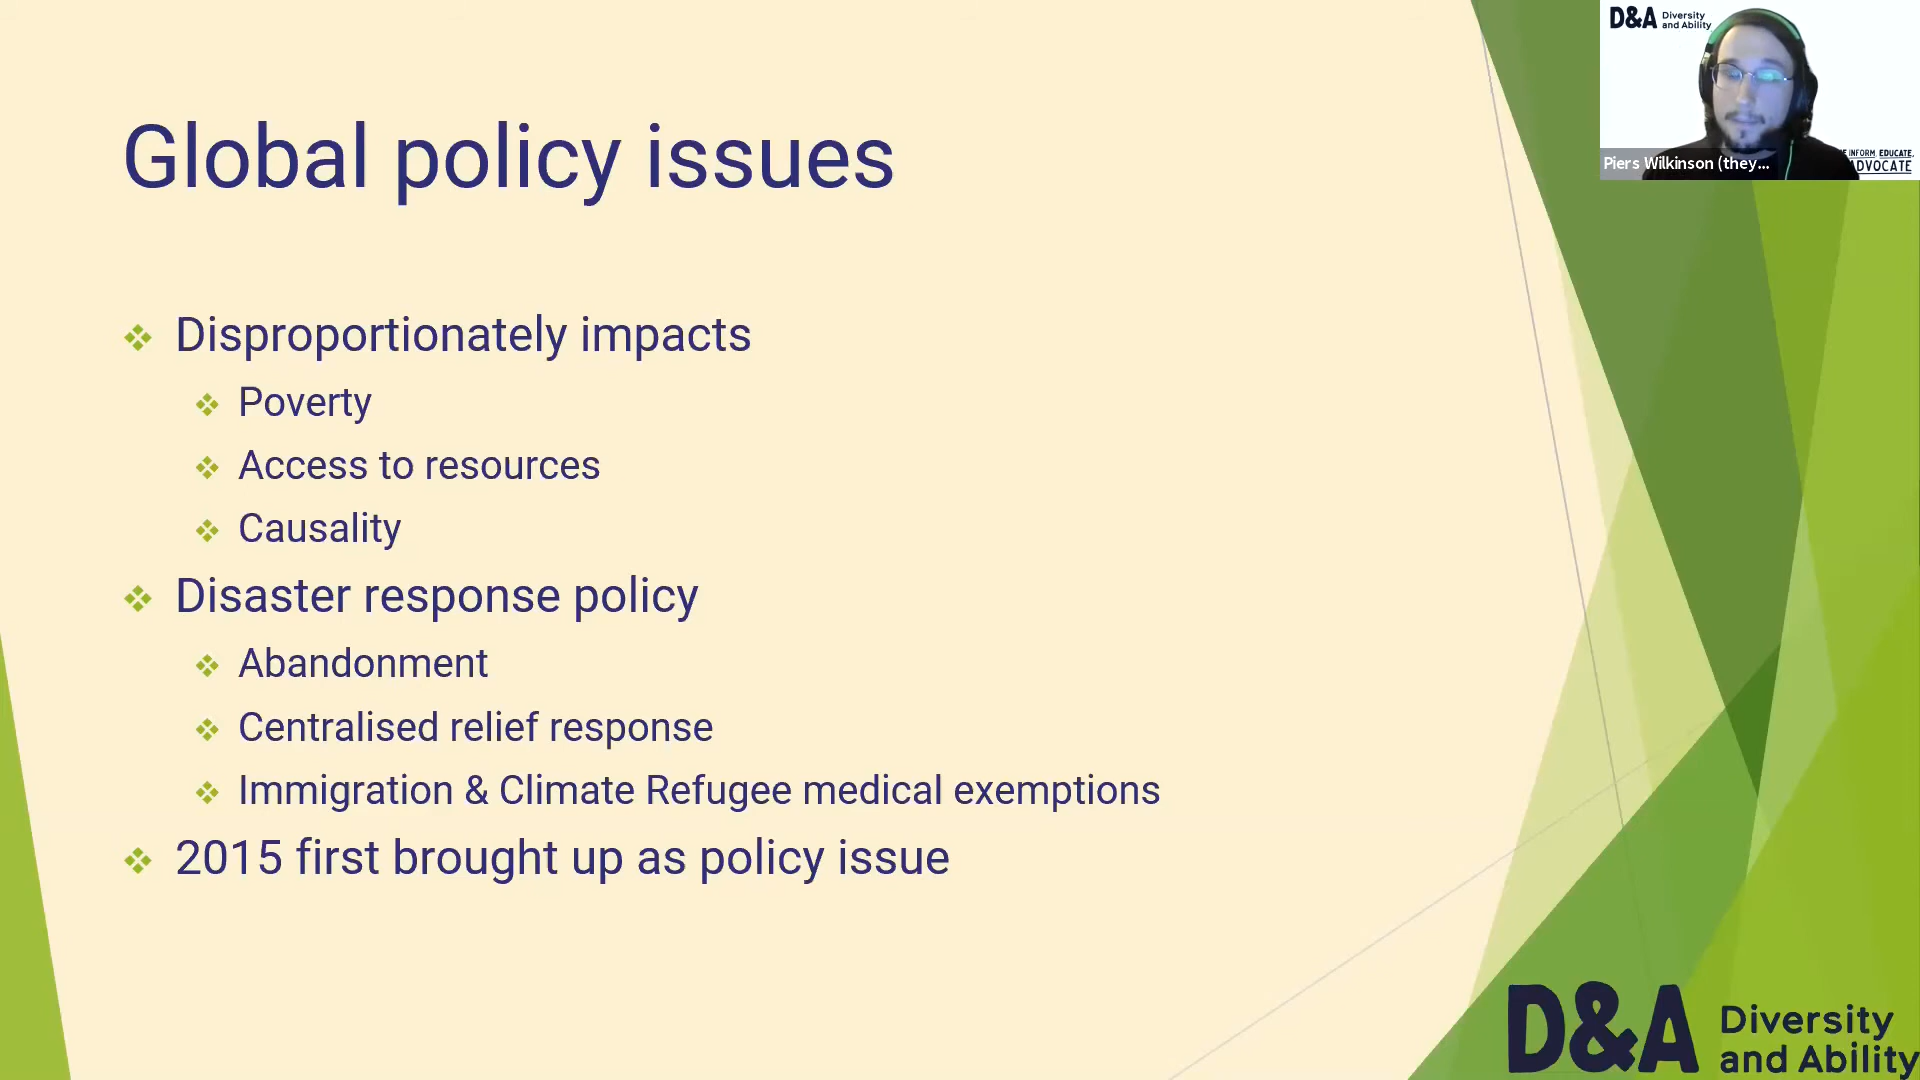 Global policy issues
Disproportionately impacts
Poverty
Access to resources
Causality
Disaster response policy
Abandonment
Centralised relief response
Immigration & Climate Refugee medical exemptions
2015 first brought up as policy issue
D&A Diversity
and Ability
Piers Wilkinson (they...
INFORM. EDUCATE.
ADVOCATE
D&A Diversity
and Ability